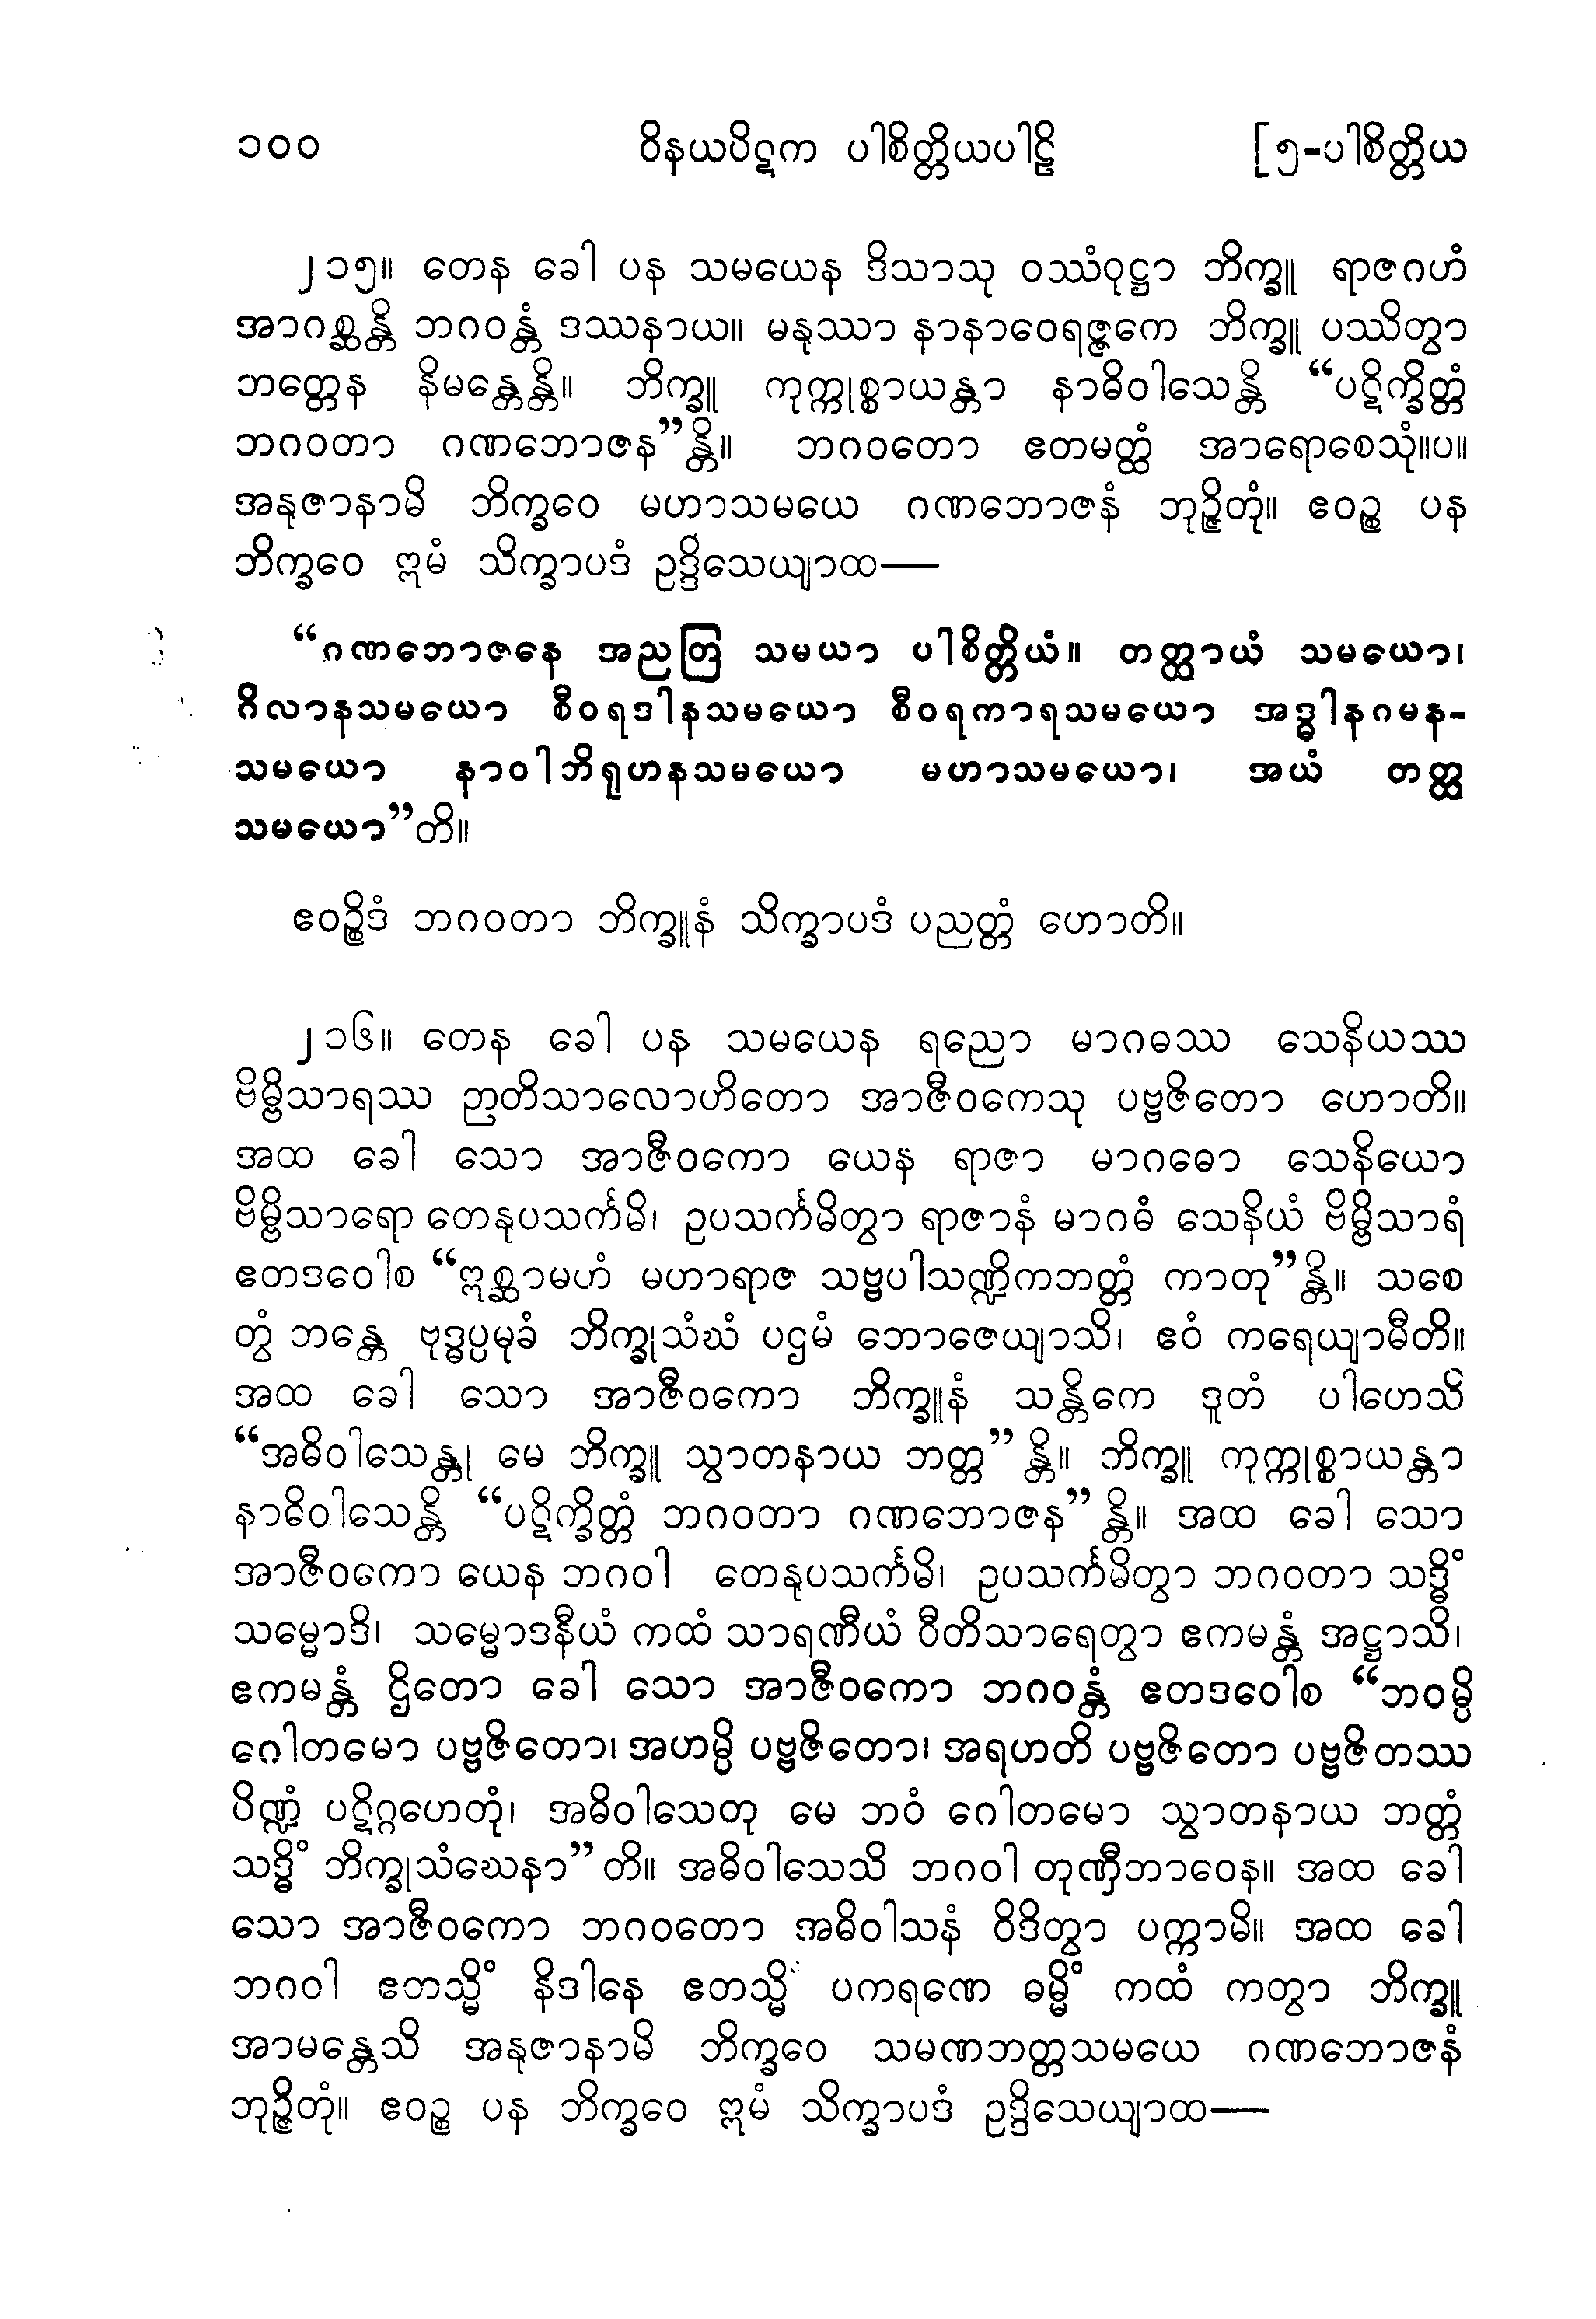 ၁၀၀ ဝိနယပိဋက ပါစိတ္တိယပါဠိ [၅-ပါစိတ္တိယ
၂၁၅။ တေန ခေါ ပန သမယေန ဒိသာသု ဝဿံဝုဋ္ဌာ ဘိက္ခူ ရာဇဂဟံ
အာဂစ္ဆန္တိ ဘဂဝန္တံ ဒဿနာယ။ မနုဿာ နာနာဝေရဇ္ဇကေ ဘိက္ခူ ပဿိတွာ
ဘတ္တေန နိမန္တေန္တိ။ ဘိက္ခူ ကုက္ကုစ္စာယန္တာ နာဓိဝါသေန္တိ “ပဋိက္ခိတ္တံ
ဘဂဝတာ ဂဏဘောဇန”န္တိ။ ဘဂဝတော ဧတမတ္ထံ အာရောစေသုံ။ပ။
အနုဇာနာမိ ဘိက္ခဝေ မဟာသမယေ ဂဏဘောဇနံ ဘုဉ္ဇိတုံ။ ဧဝဉ္စ ပန
ဘိက္ခဝေ ဣမံ သိက္ခာပဒံ ဥဒ္ဒိသေယျာထ—
“ဂဏဘောဇနေ အညတြ သမယာ ပါစိတ္တိယံ။ တတ္ထာယံ သမယော၊
ဂိလာနသမယော စီဝရဒါနသမယော စီဝရကာရသမယော အဒ္ဓါနဂမန-
သမယော နာဝါဘိရုဟနသမယော မဟာသမယော၊ အယံ တတ္ထ
သမယော”တိ။
ဧဝဉ္စိဒံ ဘဂဝတာ ဘိက္ခူနံ သိက္ခာပဒံ ပညတ္တံ ဟောတိ။
၂၁၆။ တေန ခေါ ပန သမယေန ရညော မာဂဓဿ သေနိယဿ
ဗိမ္ဗိသာရဿ ဉာတိသာလောဟိတော အာဇီဝကေသု ပဗ္ဗဇိတော ဟောတိ။
အထ ခေါ သော အာဇီဝကော ယေန ရာဇာ မာဂဓော သေနိယော
ဗိမ္ဗိသာရော တေနုပသင်္ကမိ၊ ဥပသင်္ကမိတွာ ရာဇာနံ မာဂဓံ သေနိယံ ဗိမ္ဗိသာရံ
ဧတဒဝေါစ “ဣစ္ဆာမဟံ မဟာရာဇ သဗ္ဗပါသဏ္ဍိကဘတ္တံ ကာတု”န္တိ။ သစေ
တွံ ဘန္တေ ဗုဒ္ဓပ္ပမုခံ ဘိက္ခုသံဃံ ပဌမံ ဘောဇေယျာသိ၊ ဧဝံ ကရေယျာမီတိ။
အထ ခေါ သော အာဇီဝကော ဘိက္ခူနံ သန္တိကေ ဒူတံ ပါဟေသိ
“အဓိဝါသေန္တု မေ ဘိက္ခူ သွာတနာယ ဘတ္တ”န္တိ။ ဘိက္ခူ ကုက္ကုစ္စာယန္တာ
နာဓိဝါသေန္တိ “ပဋိက္ခိတ္တံ ဘဂဝတာ ဂဏဘောဇန”န္တိ။ အထ ခေါ သော
အာဇီဝကော ယေန ဘဂဝါ တေနုပသင်္ကမိ၊ ဥပသင်္ကမိတွာ ဘဂဝတာ သဒ္ဓိံ
သမ္မောဒိ၊ သမ္မောဒနီယံ ကထံ သာရဏီယံ ဝီတိသာရေတွာ ဧကမန္တံ အဋ္ဌာသိ၊
ဧကမန္တံ ဌိတော ခေါ သော အာဇီဝကော ဘဂဝန္တံ ဧတဒဝေါစ “ဘဝမ္ပိ
ဂေါတမော ပဗ္ဗဇိတော၊ အဟမ္ပိ ပဗ္ဗဇိတော၊ အရဟတိ ပဗ္ဗဇိတော ပဗ္ဗဇိတဿ
ပိဏ္ဍံ ပဋိဂ္ဂဟေတုံ၊ အဓိဝါသေတု မေ ဘဝံ ဂေါတမော သွာတနာယ ဘတ္တံ
သဒ္ဓိံ ဘိက္ခုသံဃေနာ”တိ။ အဓိဝါသေသိ ဘဂဝါ တုဏှီဘာဝေန။ အထ ခေါ
သော အာဇီဝကော ဘဂဝတော အဓိဝါသနံ ဝိဒိတွာ ပက္ကာမိ။ အထ ခေါ
ဘဂဝါ ဧတသ္မိံ နိဒါနေ ဧတသ္မိံ ပကရဏေ ဓမ္မိံ ကထံ ကတွာ ဘိက္ခူ
အာမန္တေသိ အနုဇာနာမိ ဘိက္ခဝေ သမဏဘတ္တသမယေ ဂဏဘောဇနံ
ဘုဉ္ဇိတုံ။ ဧဝဉ္စ ပန ဘိက္ခဝေ ဣမံ သိက္ခာပဒံ ဥဒ္ဒိသေယျာထ—